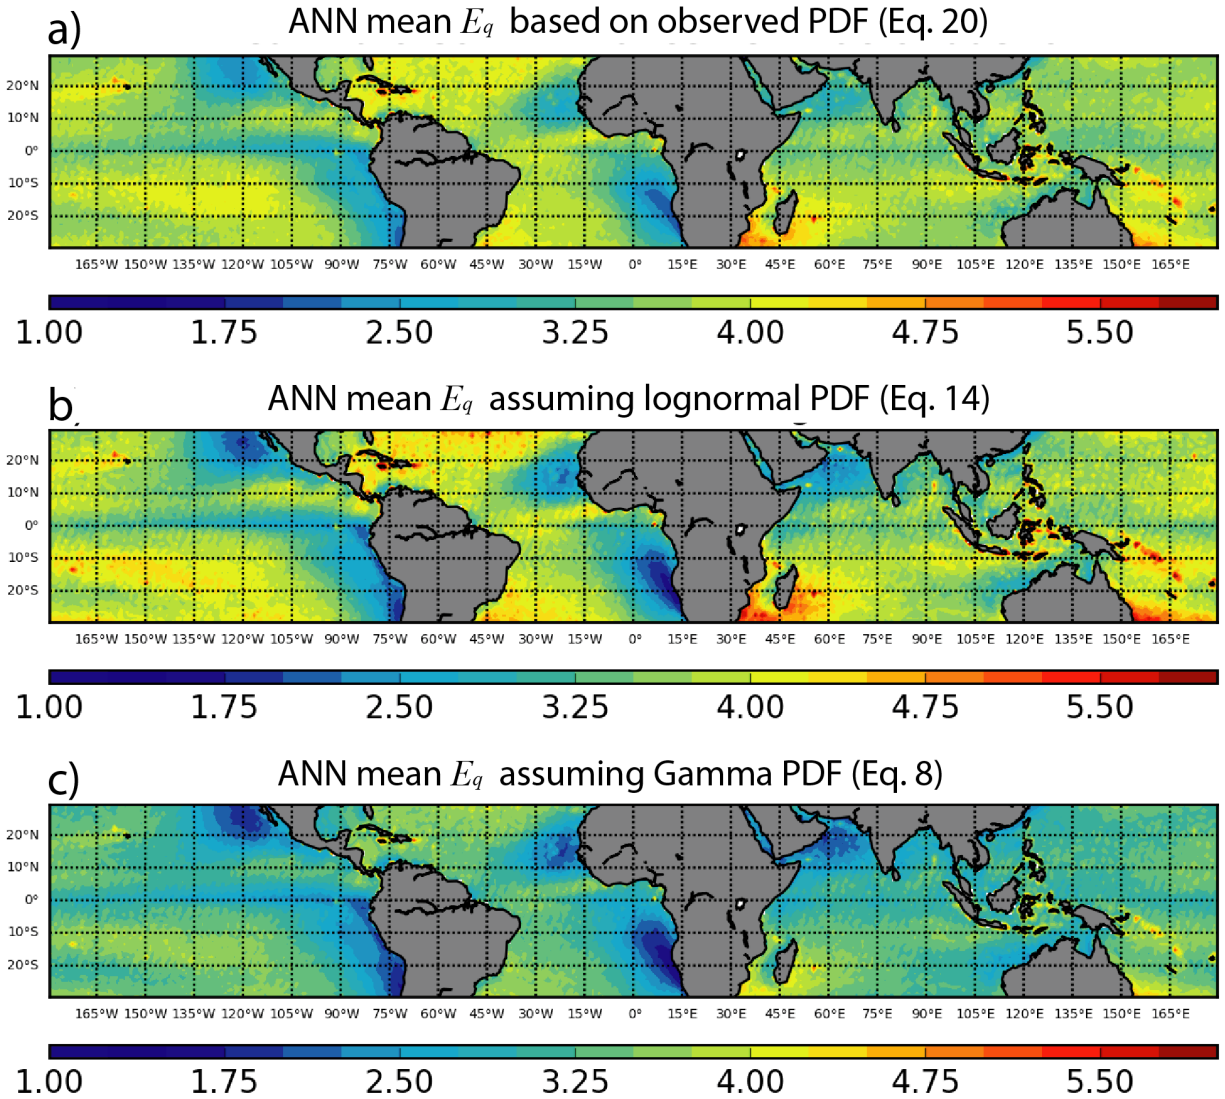 a) ANN mean Eq based on observed PDF (Eq. 20)
20°N
10°N
0°
10°S
20°S
165°W 150°W 135°W 120°W 105°W 90°W 75°W 60°W 45°W 30°W 15°W 0° 15°E 30°E 45°E 60°E 75°E 90°E 105°E 120°E 135°E 150°E 165°E
1.00 1.75 2.50 3.25 4.00 4.75 5.50
b) ANN mean Eq assuming lognormal PDF (Eq. 14)
20°N
10°N
0°
10°S
20°S
165°W 150°W 135°W 120°W 105°W 90°W 75°W 60°W 45°W 30°W 15°W 0° 15°E 30°E 45°E 60°E 75°E 90°E 105°E 120°E 135°E 150°E 165°E
1.00 1.75 2.50 3.25 4.00 4.75 5.50
c) ANN mean Eq assuming Gamma PDF (Eq. 8)
20°N
10°N
0°
10°S
20°S
165°W 150°W 135°W 120°W 105°W 90°W 75°W 60°W 45°W 30°W 15°W 0° 15°E 30°E 45°E 60°E 75°E 90°E 105°E 120°E 135°E 150°E 165°E
1.00 1.75 2.50 3.25 4.00 4.75 5.50